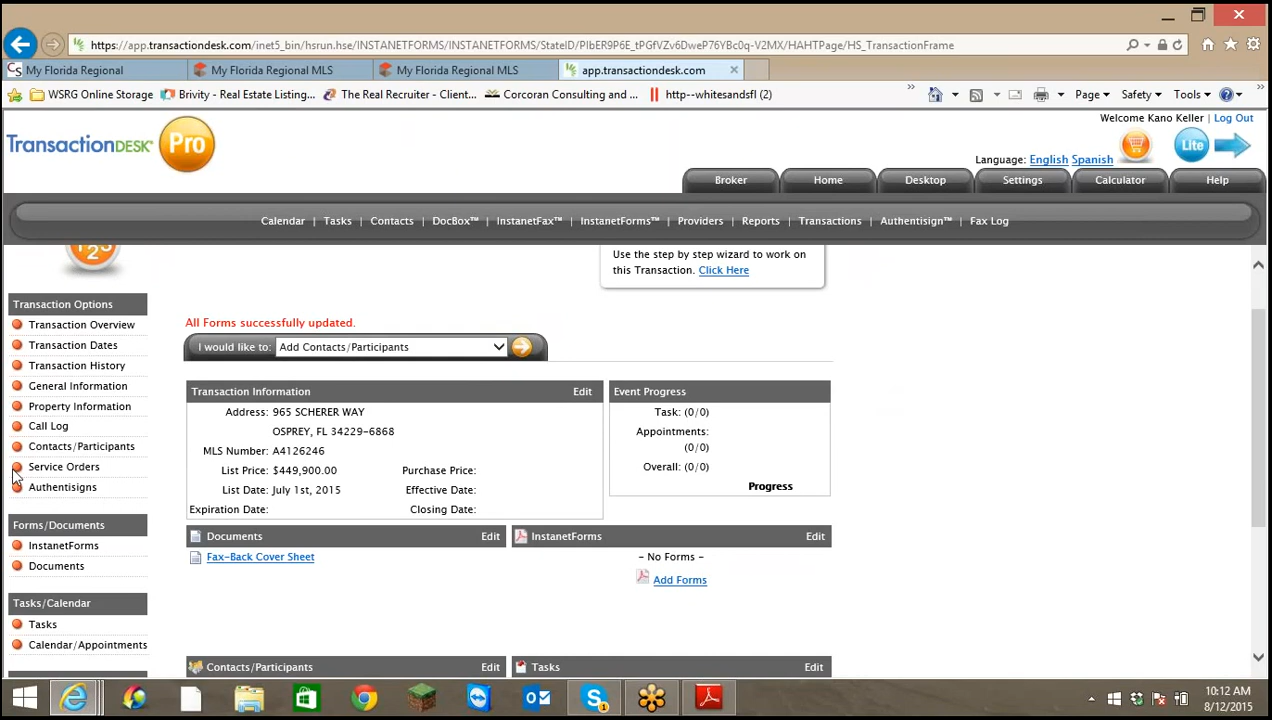 https://app.transactiondesk.com/inet5_bin/hsrun.hse/INSTANETFORMS/INSTANETFORMS/StateID/PIbER9P6E_tPGfVZv6DweP76YBc0q-V2MX/HAHTPage/HS_TransactionFrame
My Florida Regional
My Florida Regional MLS
My Florida Regional MLS
app.transactiondesk.com
WSRG Online Storage
Brivity - Real Estate Listing...
The Real Recruiter - Client...
Corcoran Consulting and ...
http--whitesandsfl (2)
Page
Safety
Tools
Welcome Kano Keller | Log Out
TRANSACTIONDESK Pro
Language: English Spanish
Lite
Broker
Home
Desktop
Settings
Calculator
Help
Calendar | Tasks | Contacts | DocBox™ | InstanetFax™ | InstanetForms™ | Providers | Reports | Transactions | Authentisign™ | Fax Log
123
Use the step by step wizard to work
on this Transaction. Click Here
Transaction Options
Transaction Overview
Transaction Dates
Transaction History
General Information
Property Information
Call Log
Contacts/Participants
Service Orders
Authentisigns
Forms/Documents
InstanetForms
Documents
Tasks/Calendar
Tasks
Calendar/Appointments
All Forms successfully updated.
I would like to: Add Contacts/Participants
Transaction Information Edit
Address: 965 SCHERER WAY
OSPREY, FL 34229-6868
MLS Number: A4126246
List Price: $449,900.00 Purchase Price:
List Date: July 1st, 2015 Effective Date:
Expiration Date: Closing Date:
Event Progress
Task: (0/0)
Appointments:
(0/0)
Overall: (0/0)
Progress
Documents Edit
Fax-Back Cover Sheet
InstanetForms Edit
- No Forms -
Add Forms
Contacts/Participants Edit
Tasks Edit
10:12 AM
8/12/2015